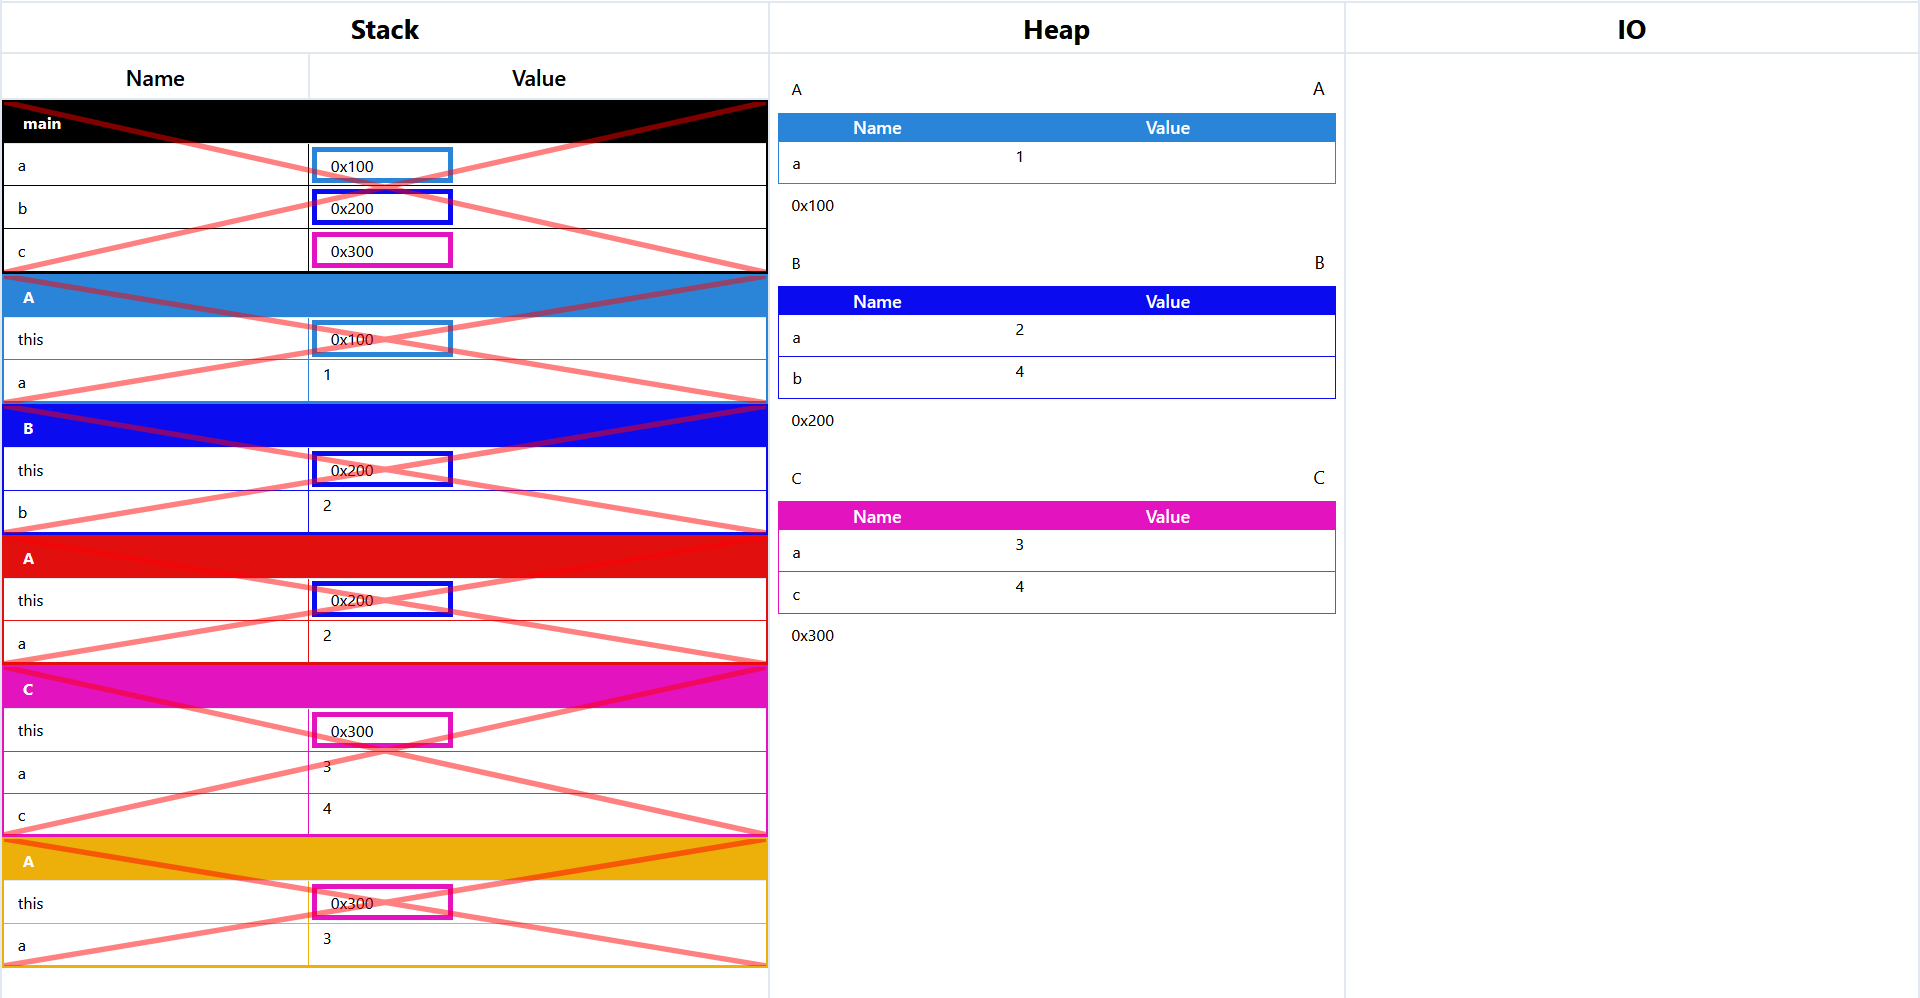 Stack
Name Value
main
a 0x100
b 0x200
c 0x300
A
this 0x100
a 1
B
this 0x200
b 2
A
this 0x200
a 2
C
this 0x300
a 3
c 4
A
this 0x300
a 3
Heap
A A
Name Value
a 1
0x100
B B
Name Value
a 2
b 4
0x200
C C
Name Value
a 3
c 4
0x300
IO